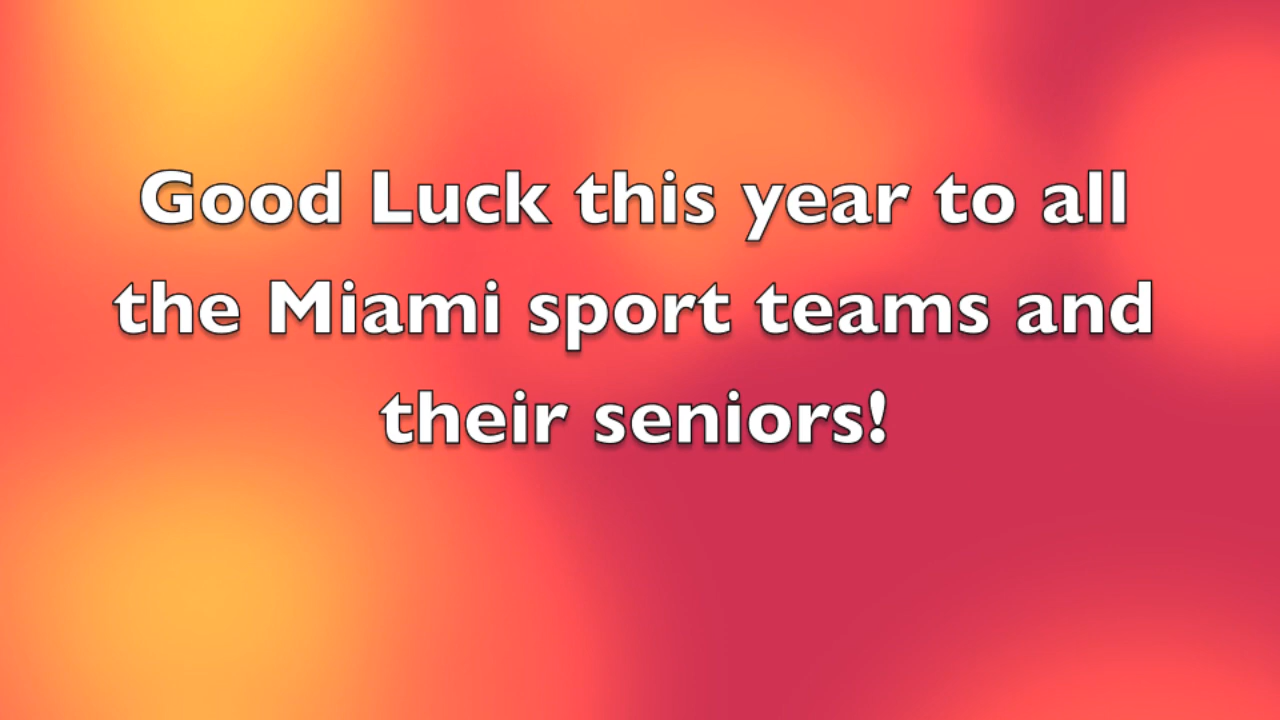 Good Luck this year to all
the Miami sport teams and
their seniors!